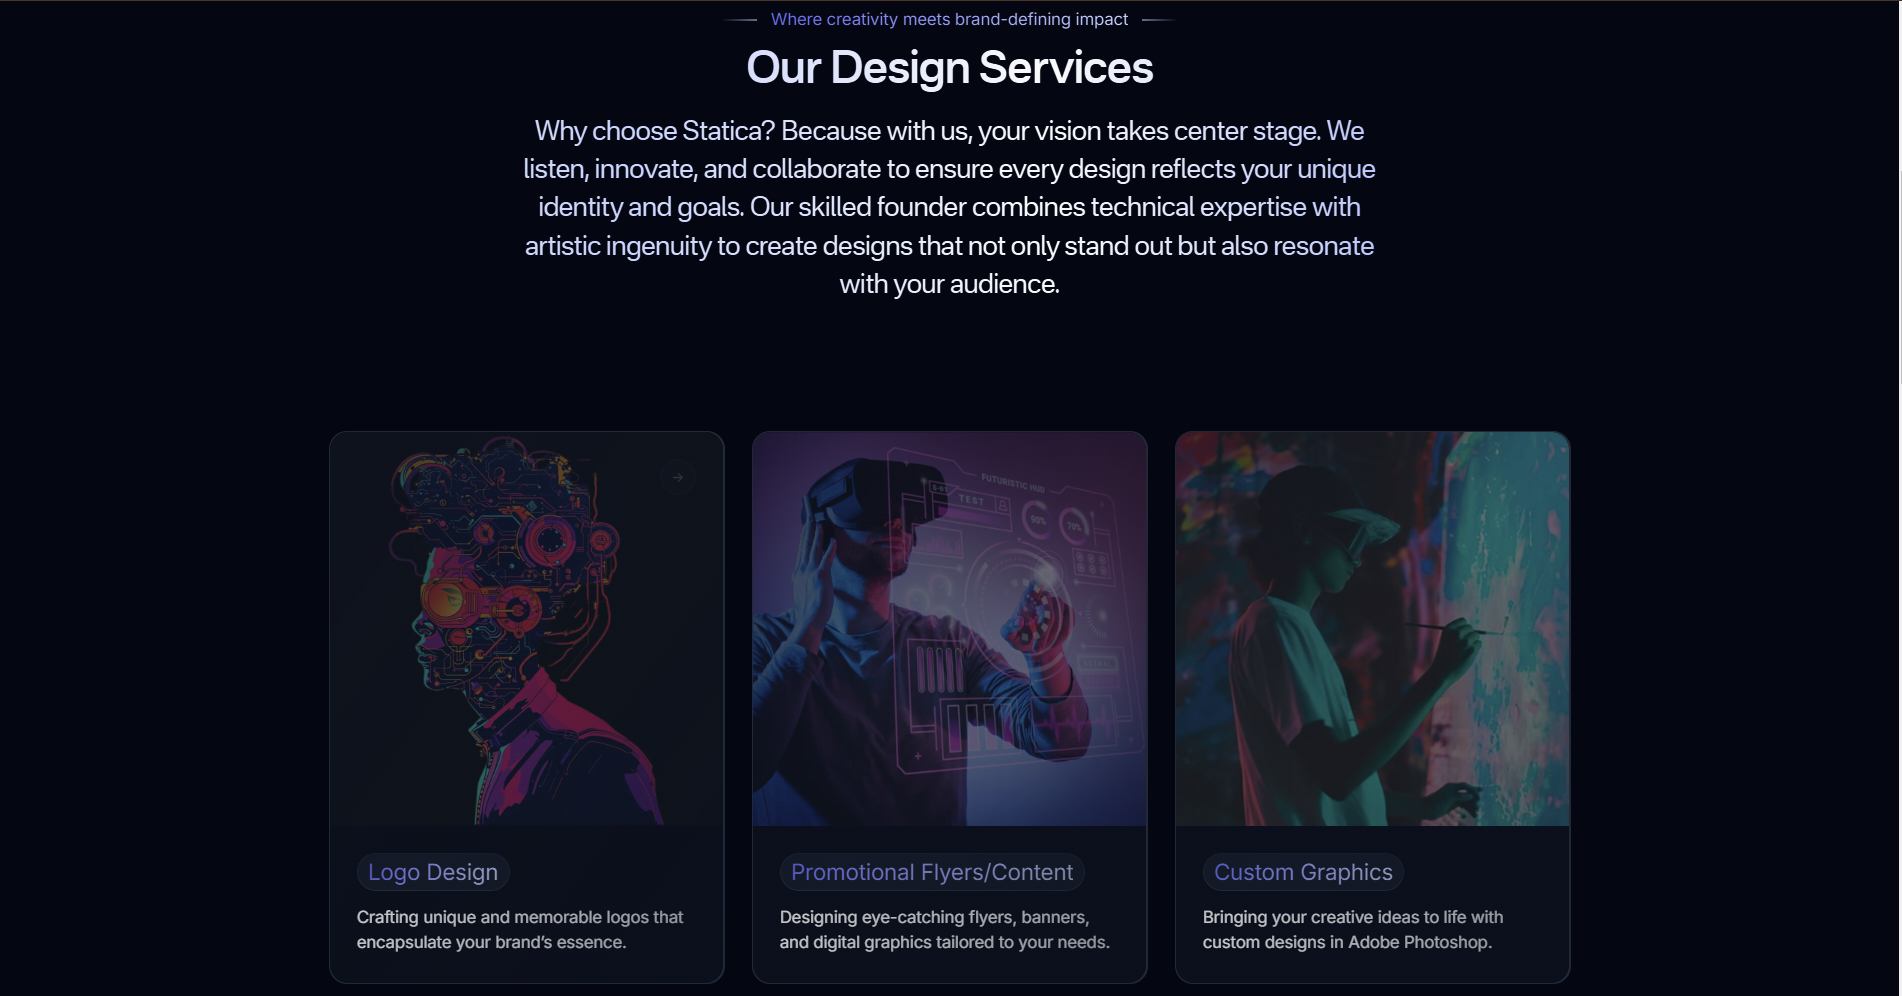 Where creativity meets brand-defining impact
Our Design Services
Why choose Statica? Because with us, your vision takes center stage. We
listen, innovate, and collaborate to ensure every design reflects your unique
identity and goals. Our skilled founder combines technical expertise with
artistic ingenuity to create designs that not only stand out but also resonate
with your audience.
FUTURISTIC HUD
TEST
90%
70%
Logo Design
Crafting unique and memorable logos that
encapsulate your brand’s essence.
Promotional Flyers/Content
Designing eye-catching flyers, banners,
and digital graphics tailored to your needs.
Custom Graphics
Bringing your creative ideas to life with
custom designs in Adobe Photoshop.